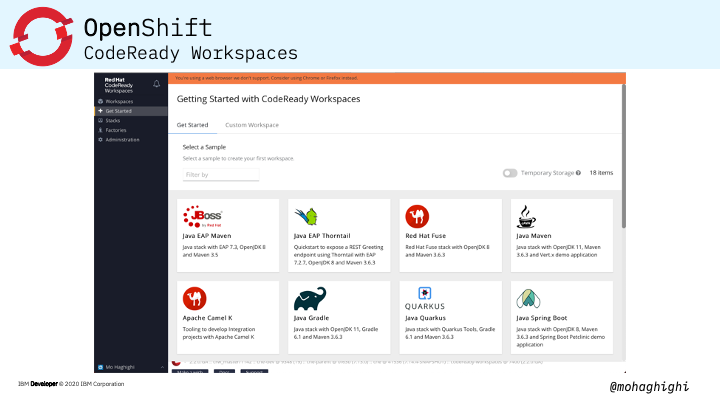 OpenShift
CodeReady Workspaces
Red Hat
CodeReady
Workspaces
You're using a web browser we don't support. Consider using Chrome or Firefox instead.
Workspaces
Get Started
Stacks
Factories
Administration
Getting Started with CodeReady Workspaces
Get Started Custom Workspace
Select a Sample
Select a sample to create your first workspace.
Filter by
Temporary Storage 18 items
JBoss
by Red Hat
Java EAP Maven
Java stack with EAP 7.3, OpenJDK 8
and Maven 3.5
Java EAP Thorntail
Quickstart to expose a REST Greeting
endpoint using Thorntail with EAP
7.2.7, OpenJDK 8 and Maven 3.6.3
Red Hat Fuse
Red Hat Fuse stack with OpenJDK 8
and Maven 3.6.3
Java
Java Maven
Java stack with OpenJDK 11, Maven
3.6.3 and Vert.x demo application
Apache Camel K
Tooling to develop Integration
projects with Apache Camel K
Java Gradle
Java stack with OpenJDK 11, Gradle
6.1 and Maven 3.6.3
QUARKUS
Java Quarkus
Java stack with Quarkus Tools, Gradle
6.1 and Maven 3.6.3
Java Spring Boot
Java stack with OpenJDK 8, Maven
3.6.3 and Spring Boot Petclinic demo
application
Mo Haghighi
IBM Developer © 2020 IBM Corporation
@mohaghighi